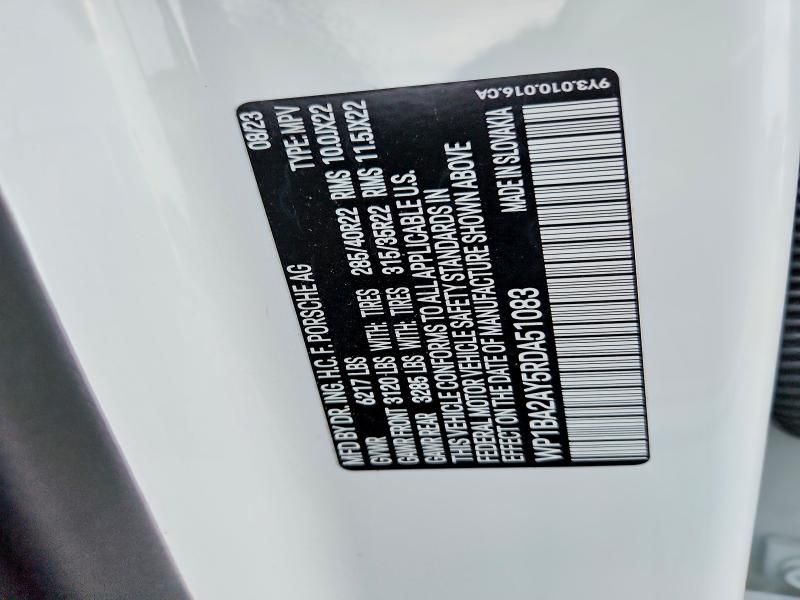 MFD BY DR. ING. H.C. F. PORSCHE AG 08/23
GVWR 6217 LBS TYPE: MPV
GAWR FRONT 3120 LBS WITH: TIRES 285/40R22 RIMS 10.0JX22
GAWR REAR 3285 LBS WITH: TIRES 315/35R22 RIMS 11.5JX22
THIS VEHICLE CONFORMS TO ALL APPLICABLE U.S.
FEDERAL MOTOR VEHICLE SAFETY STANDARDS IN
EFFECT ON THE DATE OF MANUFACTURE SHOWN ABOVE
WP1BA2AY5RDA51083 MADE IN SLOVAKIA
9Y3.010.016.CA